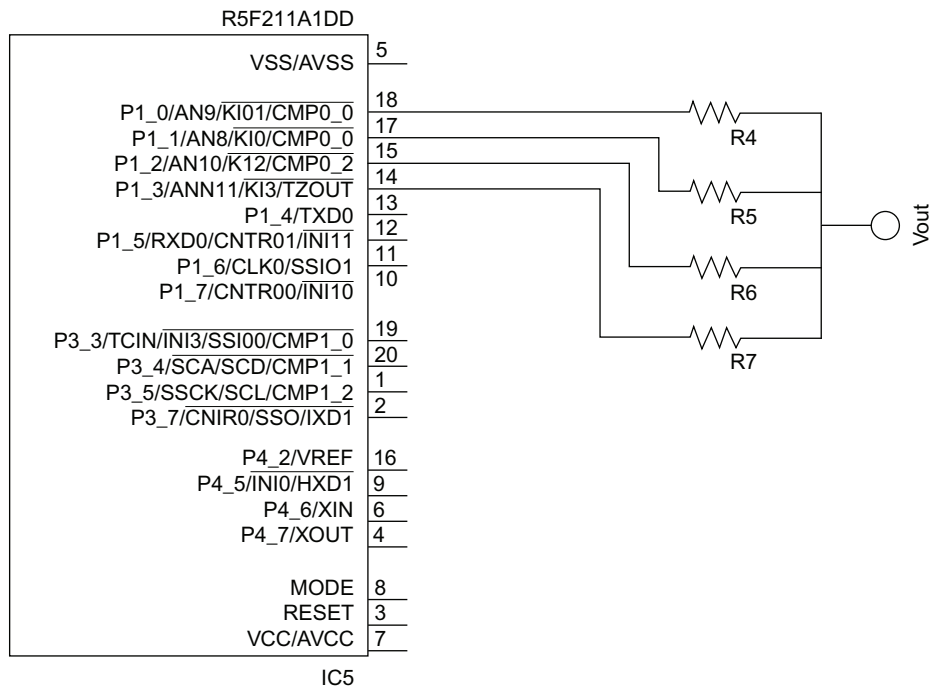 R5F211A1DD
VSS/AVSS 5
P1_0/AN9/KI01/CMP0_0 18
P1_1/AN8/KI0/CMP0_0 17
P1_2/AN10/K12/CMP0_2 15
P1_3/ANN11/KI3/TZOUT 14
P1_4/TXD0 13
P1_5/RXD0/CNTR01/INI11 12
P1_6/CLK0/SSIO1 11
P1_7/CNTR00/INI10 10
P3_3/TCIN/INI3/SSI00/CMP1_0 19
P3_4/SCA/SCD/CMP1_1 20
P3_5/SSCK/SCL/CMP1_2 1
P3_7/CNIR0/SSO/IXD1 2
P4_2/VREF 16
P4_5/INI0/HXD1 9
P4_6/XIN 6
P4_7/XOUT 4
MODE 8
RESET 3
VCC/AVCC 7
IC5
R4
R5
R6
R7
Vout